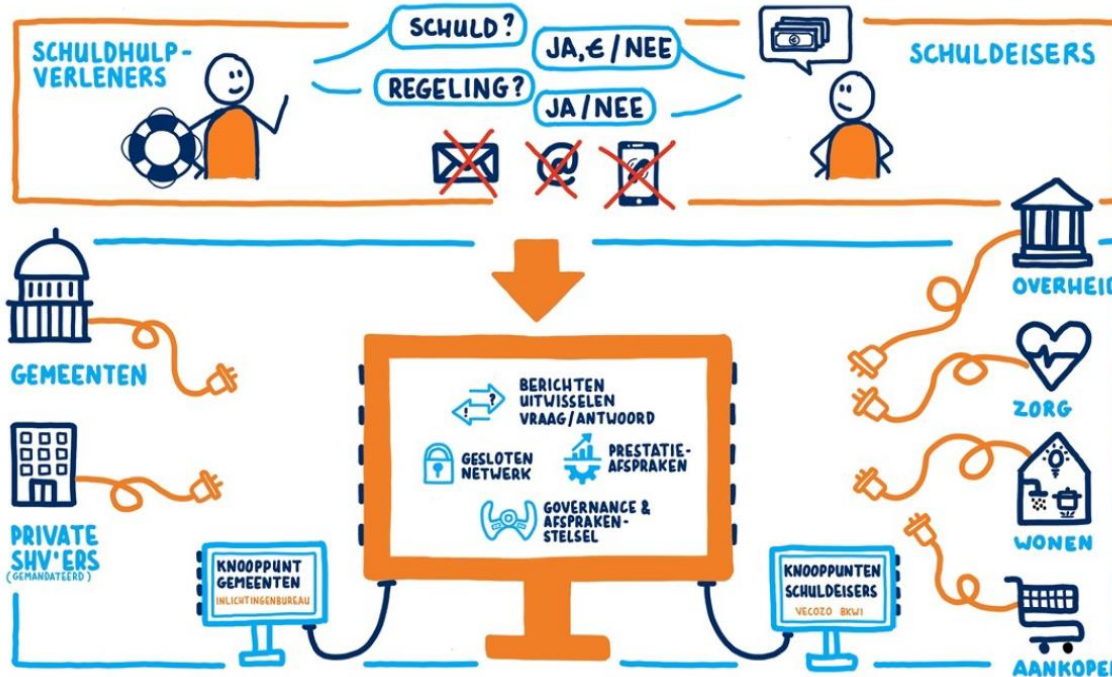 SCHULDHULP-
VERLENERS
SCHULD?
JA, € / NEE
REGELING?
JA / NEE
SCHULDEISERS
@
GEMEENTEN
PRIVATE
SHV'ERS
(GEMANDATEERD)
KNOOPPUNT
GEMEENTEN
INLICHTINGENBUREAU
BERICHTEN
UITWISSELEN
VRAAG/ANTWOORD
GESLOTEN
NETWERK
PRESTATIE-
AFSPRAKEN
GOVERNANCE &
AFSPRAKEN-
STELSEL
KNOOPPUNTEN
SCHULDEISERS
VECOZO BKWI
OVERHEID
ZORG
WONEN
AANKOPEN